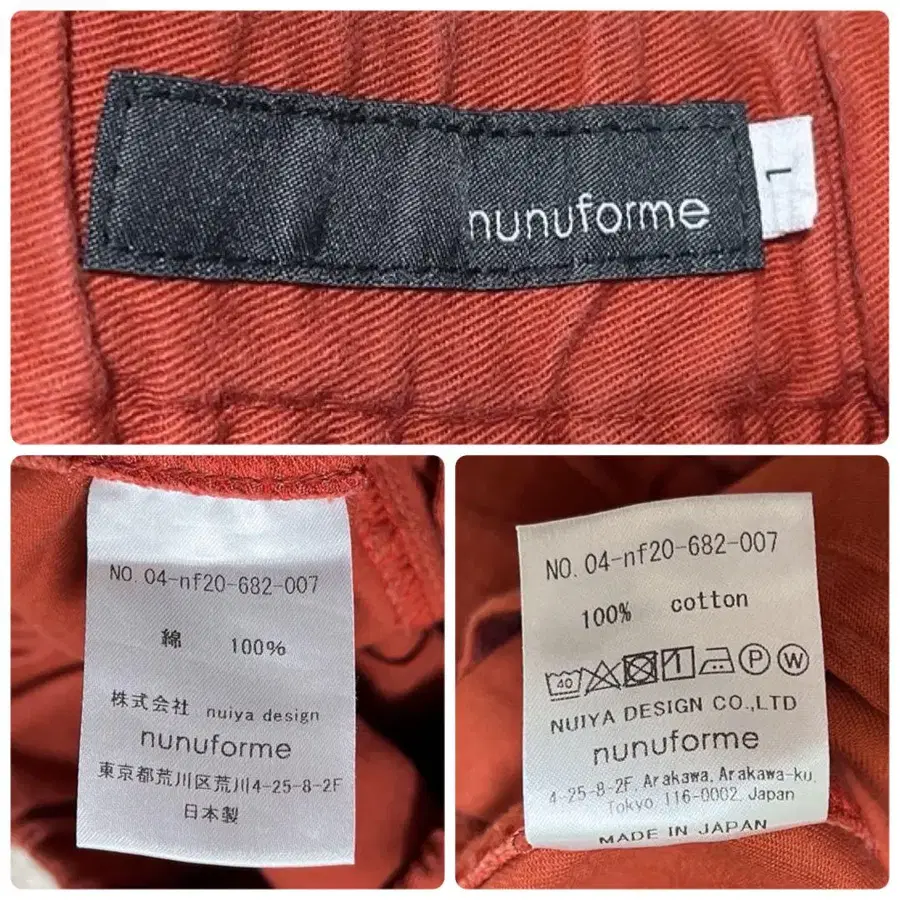 nunuforme
1
NO. 04-nf20-682-007
綿 100%
株式会社 nuiya design
nunuforme
東京都荒川区荒川4-25-8-2F
日本製
NO. 04-nf20-682-007
100% cotton
40 P W
NUIYA DESIGN CO.,LTD
nunuforme
4-25-8-2F, Arakawa, Arakawa-ku,
Tokyo 116-0002, Japan
MADE IN JAPAN